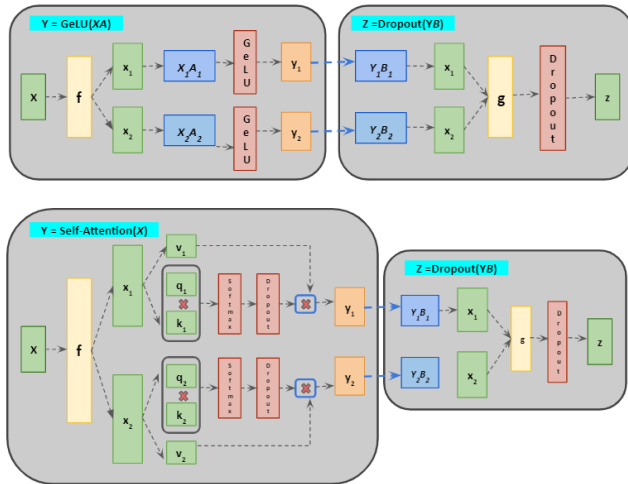 Y = GeLU(XA)
Z =Dropout(YB)
X
f
x1
X1A1
GeLU
y1
Y1B1
x1
g
Dropout
z
x2
X2A2
GeLU
y2
Y2B2
x2
Y = Self-Attention(X)
Z =Dropout(YB)
X
f
x1
v1
q1
k1
Softmax
Dropout
y1
Y1B1
x1
g
Dropout
z
x2
q2
k2
v2
Softmax
Dropout
y2
Y2B2
x2